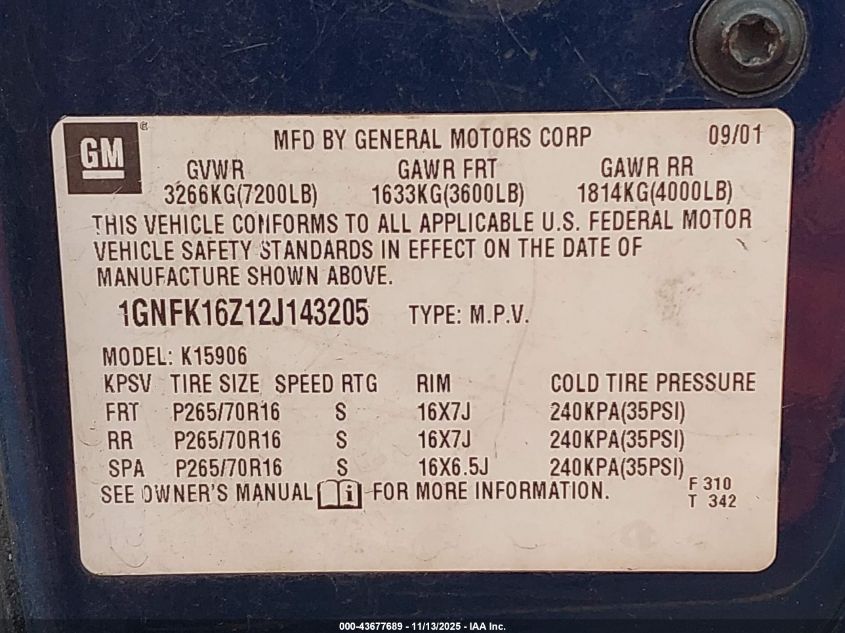 GM ®
MFD BY GENERAL MOTORS CORP 09/01
GVWR GAWR FRT GAWR RR
3266KG(7200LB) 1633KG(3600LB) 1814KG(4000LB)
THIS VEHICLE CONFORMS TO ALL APPLICABLE U.S. FEDERAL MOTOR
VEHICLE SAFETY STANDARDS IN EFFECT ON THE DATE OF
MANUFACTURE SHOWN ABOVE.
1GNFK16Z12J143205 TYPE: M.P.V.
MODEL: K15906
KPSV TIRE SIZE SPEED RTG RIM COLD TIRE PRESSURE
FRT P265/70R16 S 16X7J 240KPA(35PSI)
RR P265/70R16 S 16X7J 240KPA(35PSI)
SPA P265/70R16 S 16X6.5J 240KPA(35PSI)
SEE OWNER'S MANUAL i FOR MORE INFORMATION.
F 310
T 342
000-43677689 - 11/13/2025 - IAA Inc.